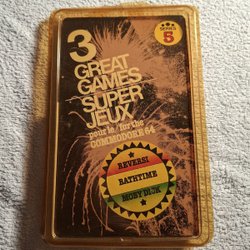 SERIES
5
3
GREAT
GAMES
SUPER
JEUX
pour le / for the
COMMODORE 64
REVERSI
BATHTIME
MOBY DICK